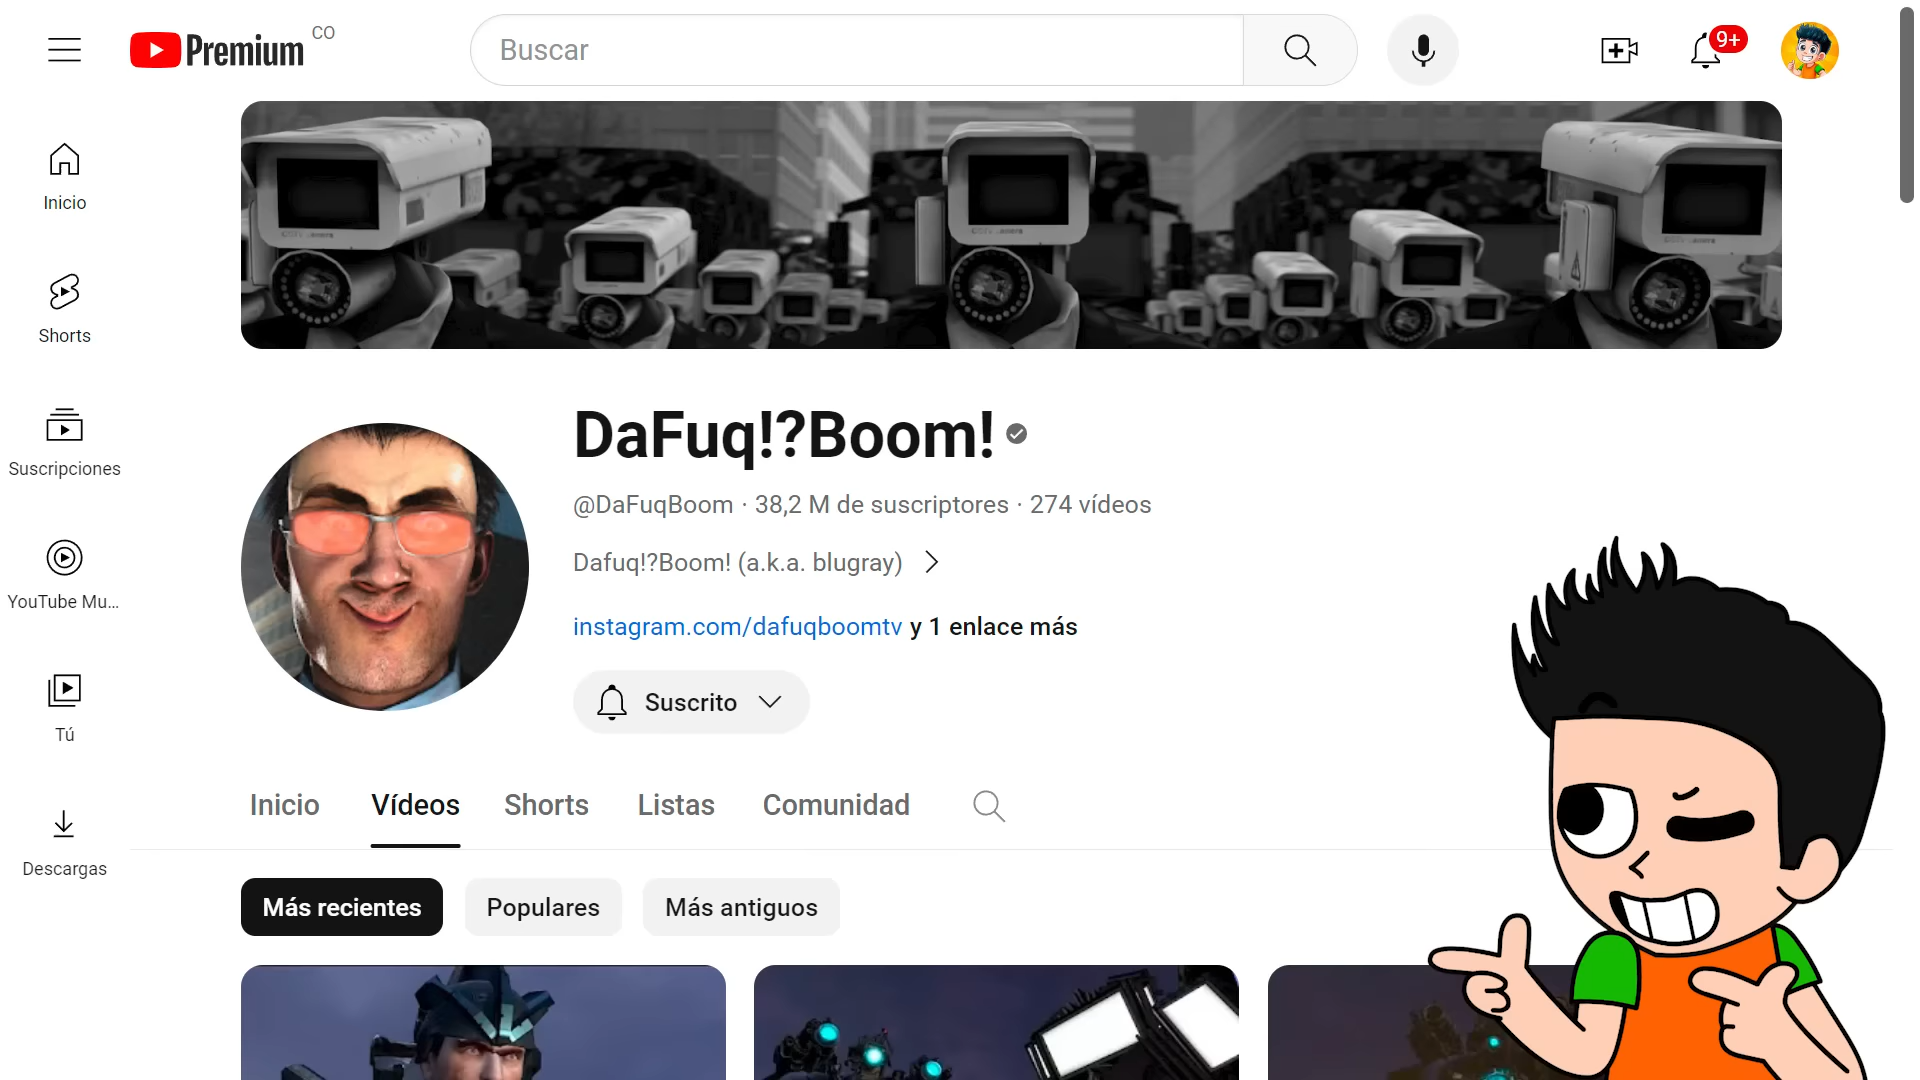 Premium CO
Buscar
9+
Inicio
Shorts
Suscripciones
YouTube Mu...
Tú
Descargas
DaFuq!?Boom!
@DaFuqBoom · 38,2 M de suscriptores · 274 vídeos
Dafuq!?Boom! (a.k.a. blugray)
instagram.com/dafuqboomtv y 1 enlace más
Suscrito
Inicio Vídeos Shorts Listas Comunidad
Más recientes Populares Más antiguos